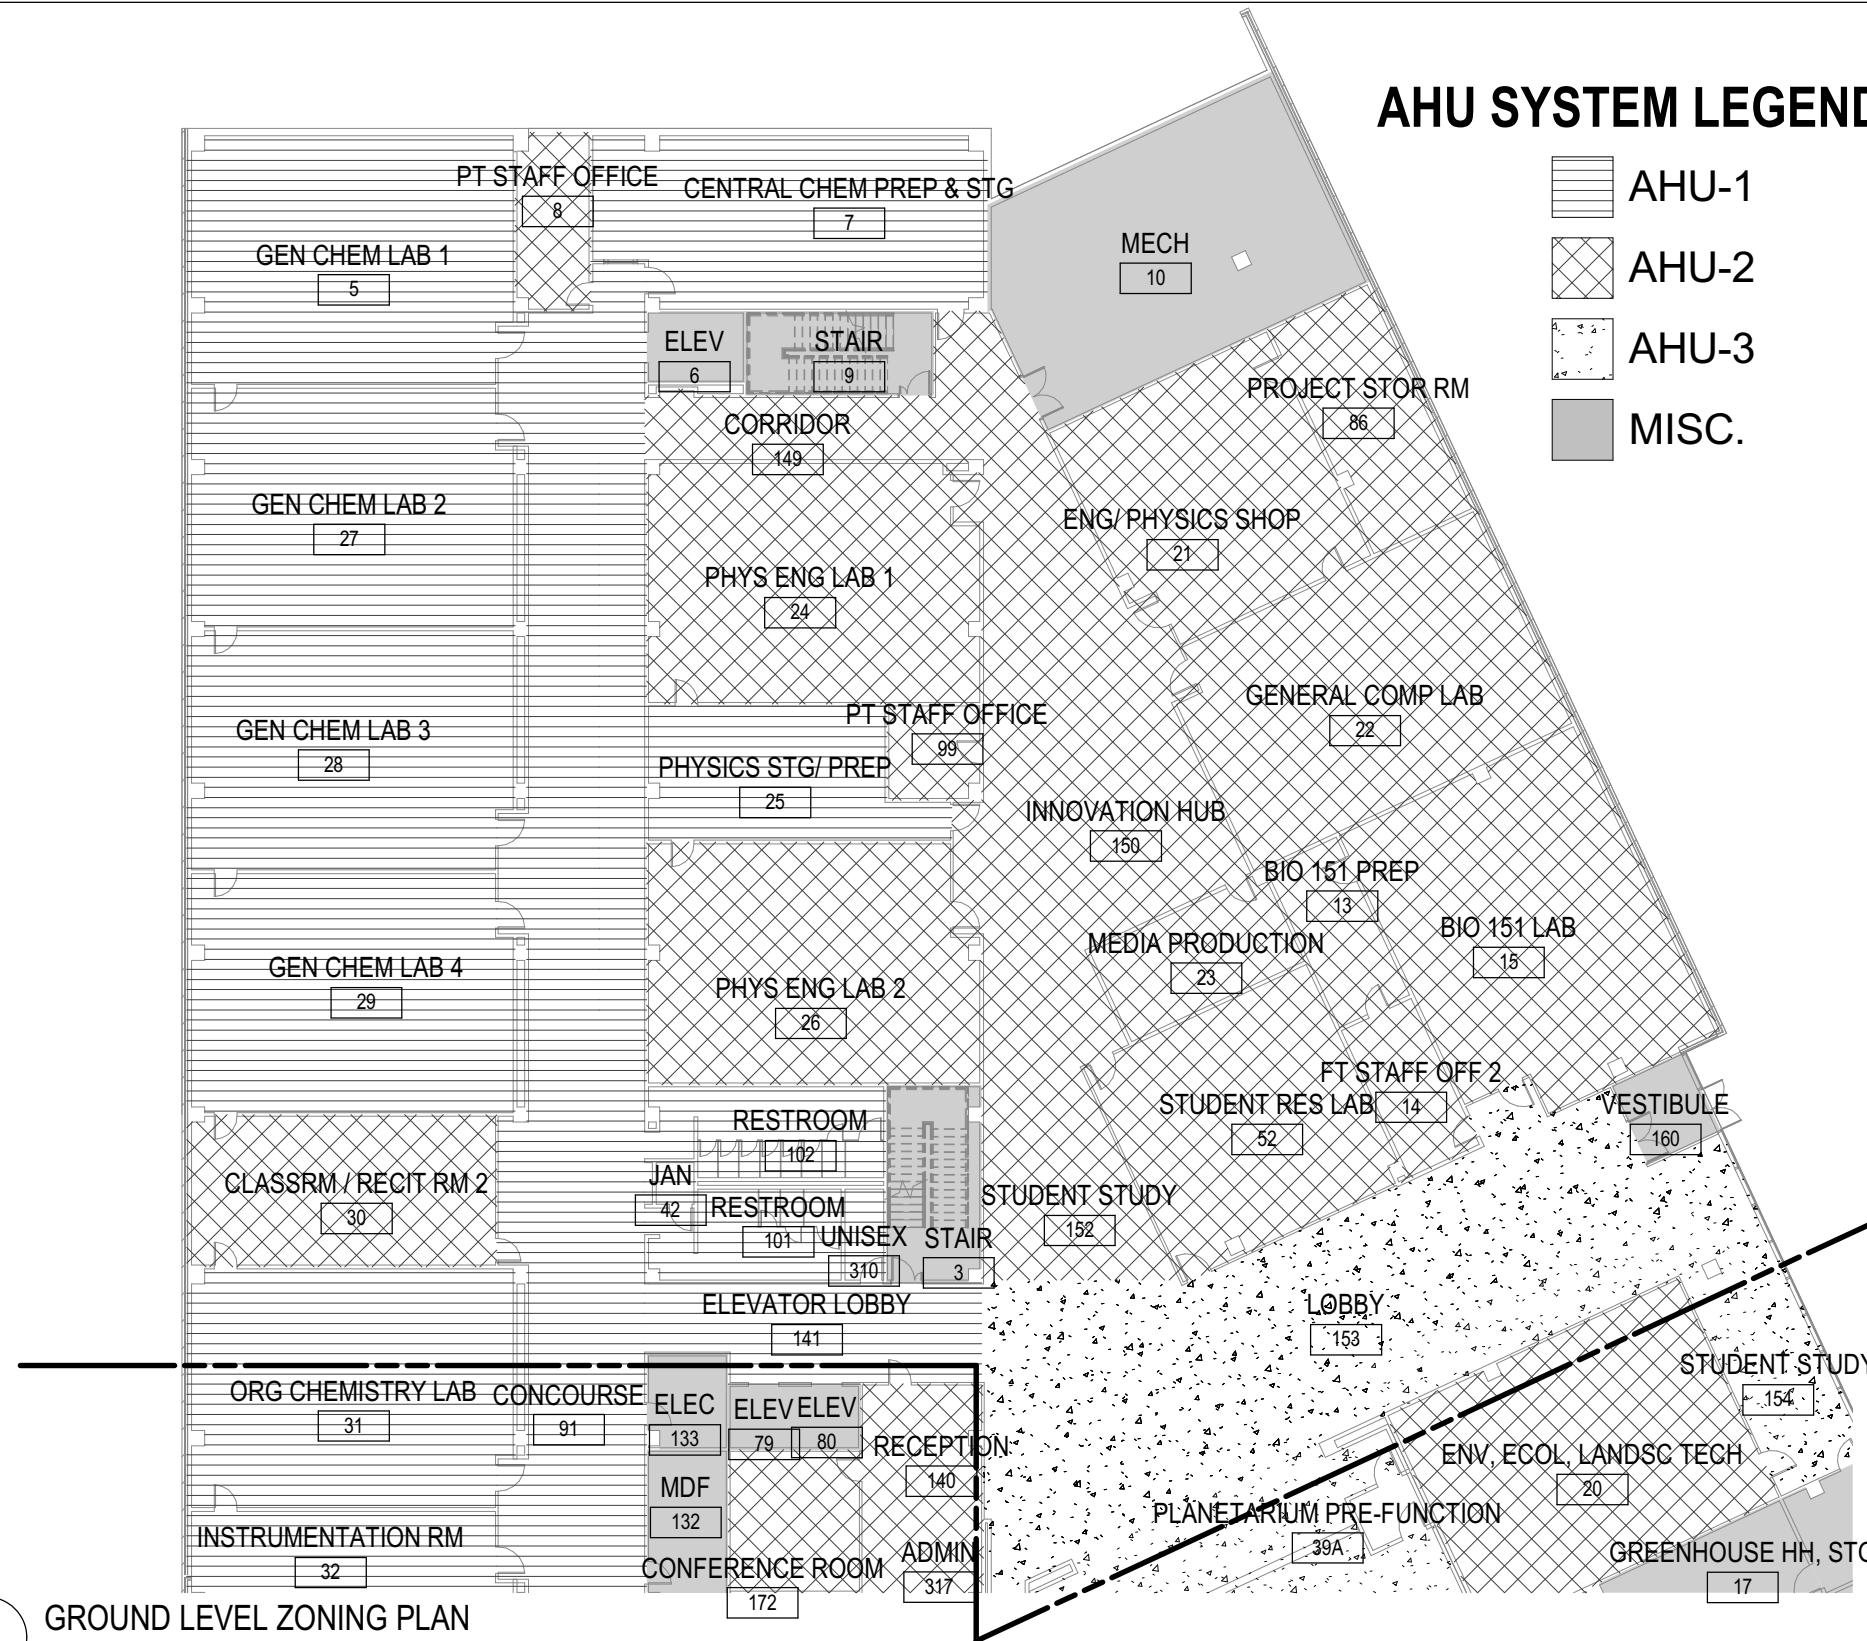 AHU SYSTEM LEGEND
AHU-1
AHU-2
AHU-3
MISC.
PT STAFF OFFICE
8
CENTRAL CHEM PREP & STG
7
GEN CHEM LAB 1
5
MECH
10
ELEV
6
STAIR
9
PROJECT STOR RM
86
CORRIDOR
149
GEN CHEM LAB 2
27
ENG/ PHYSICS SHOP
21
PHYS ENG LAB 1
24
GENERAL COMP LAB
22
PT STAFF OFFICE
99
GEN CHEM LAB 3
28
PHYSICS STG/ PREP
25
INNOVATION HUB
150
BIO 151 PREP
13
BIO 151 LAB
15
MEDIA PRODUCTION
23
GEN CHEM LAB 4
29
PHYS ENG LAB 2
26
FT STAFF OFF 2
14
STUDENT RES LAB
52
VESTIBULE
160
RESTROOM
102
CLASSRM / RECIT RM 2
30
JAN
42
RESTROOM
101
UNISEX
310
STAIR
3
STUDENT STUDY
152
ELEVATOR LOBBY
141
LOBBY
153
STUDENT STUDY
154
ORG CHEMISTRY LAB
31
CONCOURSE
91
ELEC
133
ELEV
79
ELEV
80
RECEPTION
140
ENV, ECOL, LANDSC TECH
20
MDF
132
PLANETARIUM PRE-FUNCTION
39A
INSTRUMENTATION RM
32
CONFERENCE ROOM
172
ADMIN
317
GREENHOUSE HH, STO
17
GROUND LEVEL ZONING PLAN